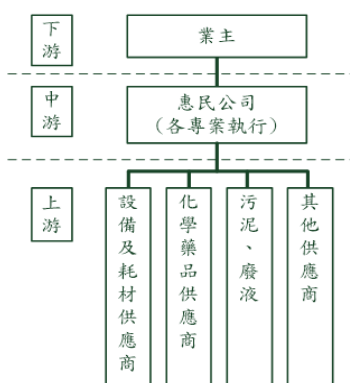 下游
業主
中游
惠民公司
（各專案執行）
上游
設備及耗材供應商
化學藥品供應商
污泥、廢液
其他供應商